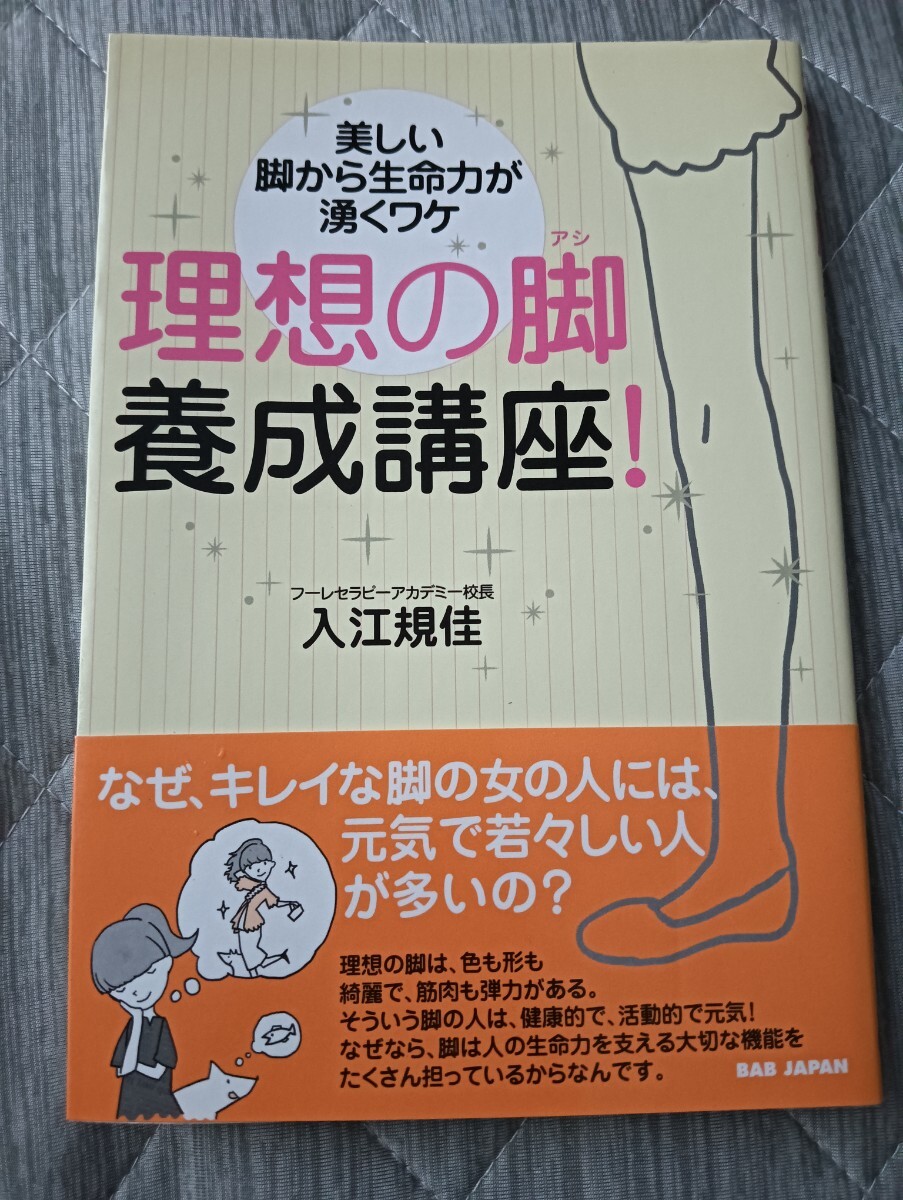 美しい
脚から生命力が
湧くワケ
アシ
理想の脚
養成講座!
フーレセラピーアカデミー校長
入江規佳
なぜ、キレイな脚の女の人には、
元気で若々しい人
が多いの?
理想の脚は、色も形も
綺麗で、筋肉も弾力がある。
そういう脚の人は、健康的で、活動的で元気!
なぜなら、脚は人の生命力を支える大切な機能を
たくさん担っているからなんです。
BAB JAPAN